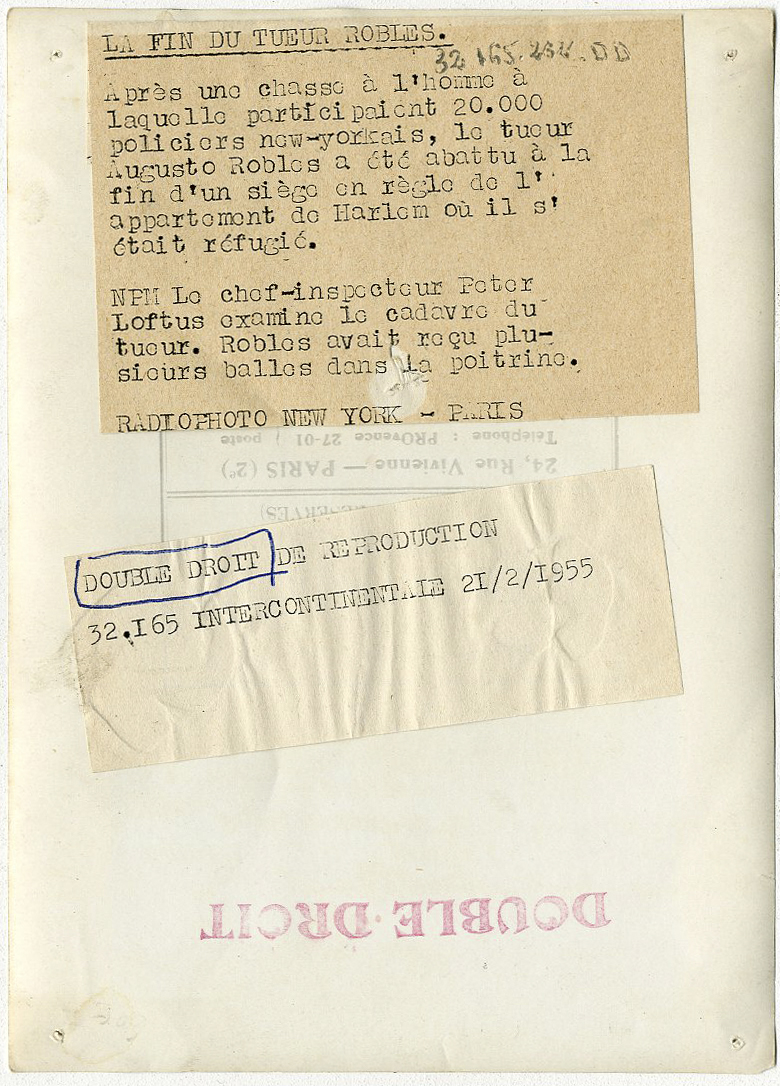 LA FIN DU TUEUR ROBLES.
32 165.232.DD
Après une chasse à l'homme à
laquelle participaient 20.000
policiers new-yorkais, le tueur
Augusto Robles a été abattu à la
fin d'un siège en règle de l'
appartement de Harlem où il s'
était réfugié.
NPM Le chef-inspecteur Peter
Loftus examine le cadavre du
tueur. Robles avait reçu plu-
sieurs balles dans la poitrine.
RADIOPHOTO NEW YORK - PARIS
Téléphone : PROvence 27-01 ) poste
24, Rue Vivienne — PARIS (2e)
DOUBLE DROIT DE REPRODUCTION
32.I65 INTERCONTINENTALE 2I/2/I955
DOUBLE-DROIT